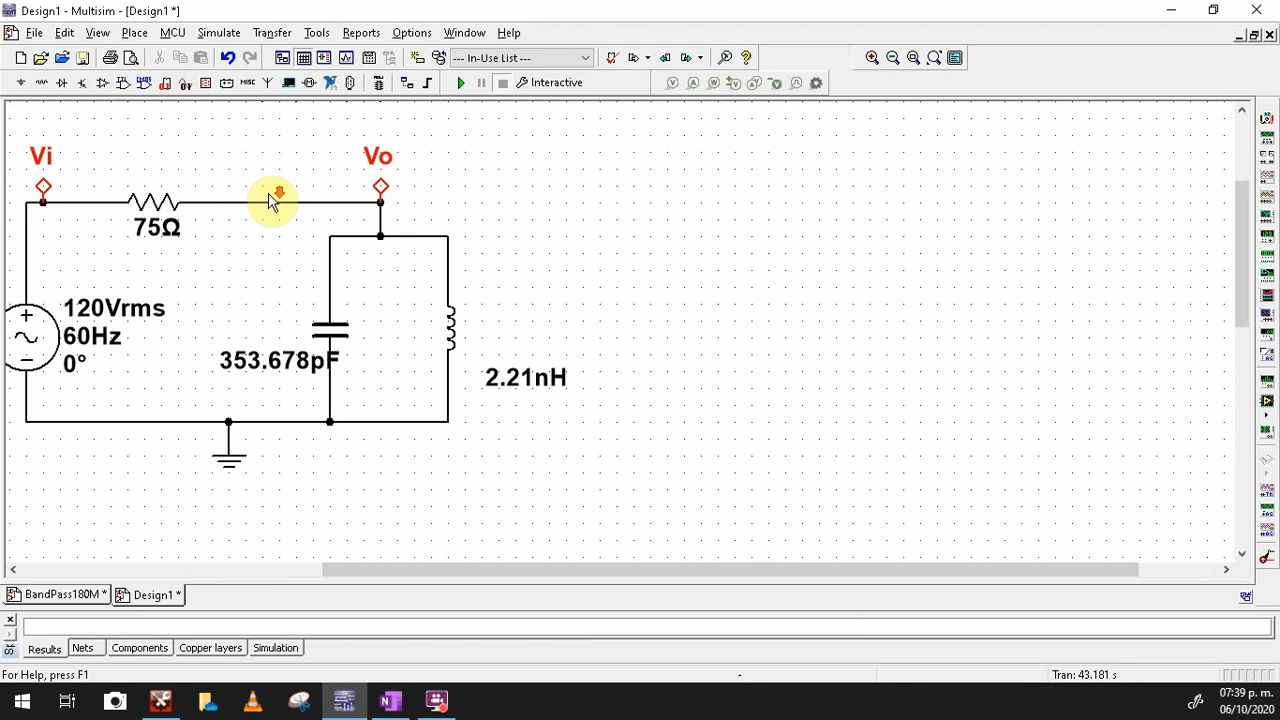 Design1 - Multisim - [Design1 *]
File Edit View Place MCU Simulate Transfer Tools Reports Options Window Help
--- In-Use List ---
Interactive
Vi
Vo
75Ω
120Vrms
60Hz
0°
353.678pF
2.21nH
BandPass180M *
Design1 *
Results Nets Components Copper layers Simulation
For Help, press F1
-
Tran: 43.181 s
07:39 p. m.
06/10/2020